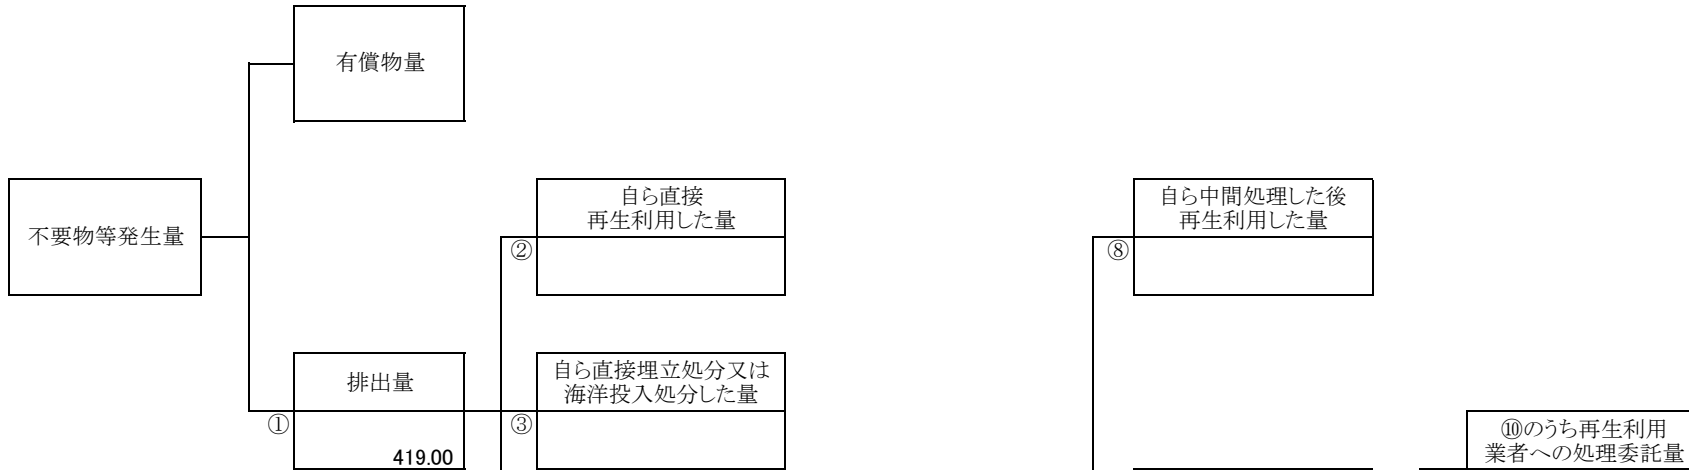 有償物量
不要物等発生量
自ら直接
再生利用した量
②
自ら中間処理した後
再生利用した量
⑧
排出量
①
419.00
自ら直接埋立処分又は
海洋投入処分した量
③
⑩のうち再生利用
業者への処理委託量